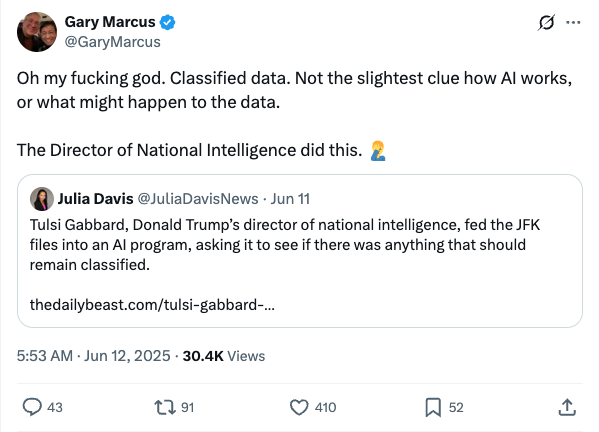 Gary Marcus
@GaryMarcus
Oh my fucking god. Classified data. Not the slightest clue how AI works,
or what might happen to the data.
The Director of National Intelligence did this. 🤦‍♂️
Julia Davis @JuliaDavisNews · Jun 11
Tulsi Gabbard, Donald Trump's director of national intelligence, fed the JFK
files into an AI program, asking it to see if there was anything that should
remain classified.
thedailybeast.com/tulsi-gabbard-...
5:53 AM · Jun 12, 2025 · 30.4K Views
43 91 410 52